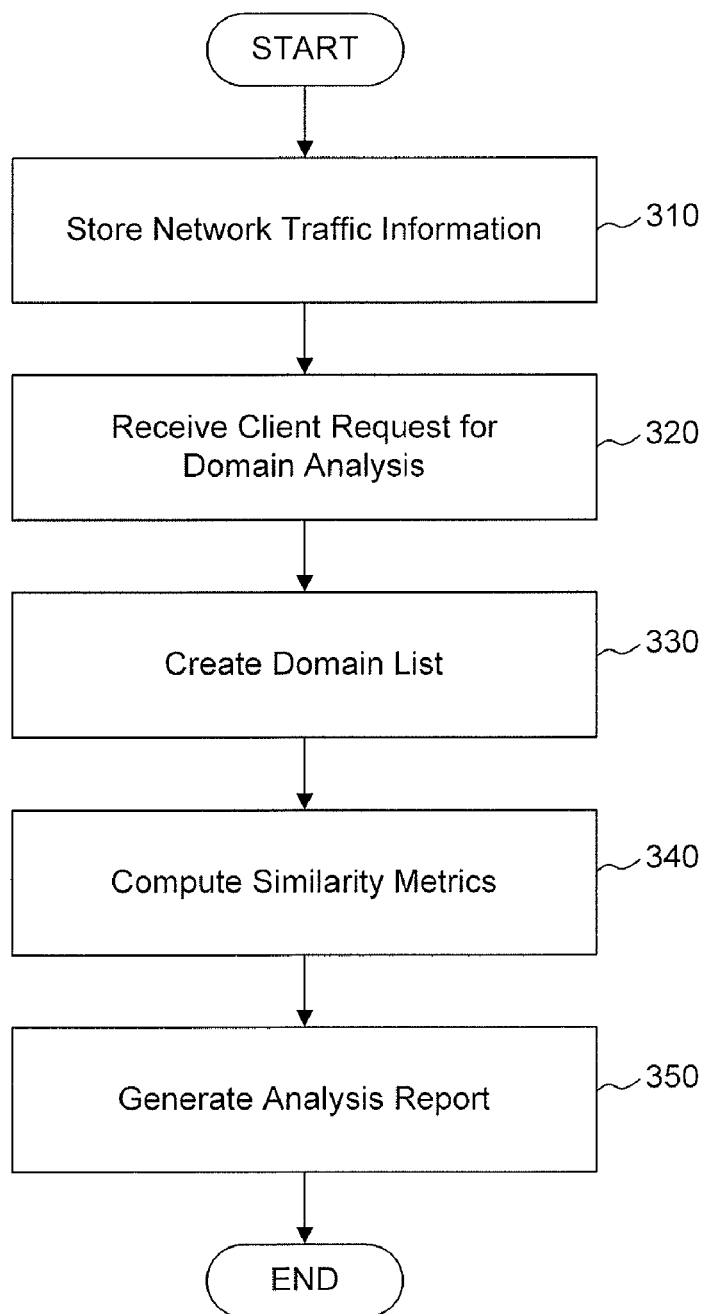 START
Store Network Traffic Information
310
Receive Client Request for
Domain Analysis
320
Create Domain List
330
Compute Similarity Metrics
340
Generate Analysis Report
350
END